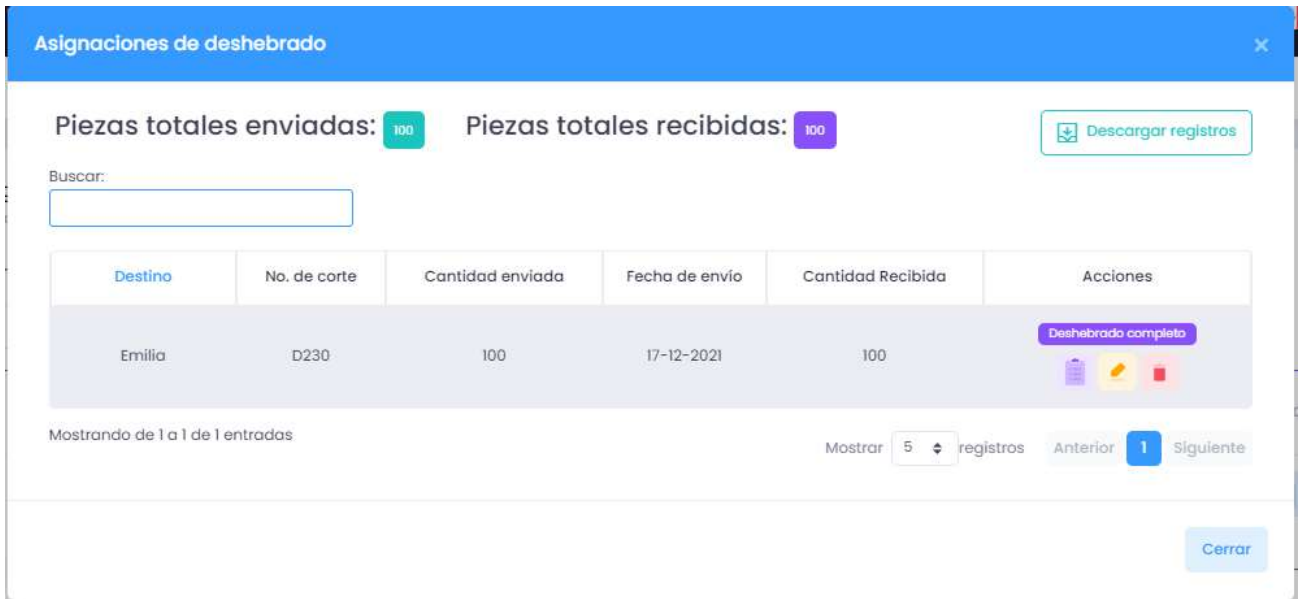 Asignaciones de deshebrado ×
Piezas totales enviadas: 100 Piezas totales recibidas: 100 Descargar registros
Buscar:
Destino No. de corte Cantidad enviada Fecha de envío Cantidad Recibida Acciones
Deshebrado completo
Emilia D230 100 17-12-2021 100
Mostrando de 1 a 1 de 1 entradas
Mostrar 5 registros Anterior 1 Siguiente
Cerrar